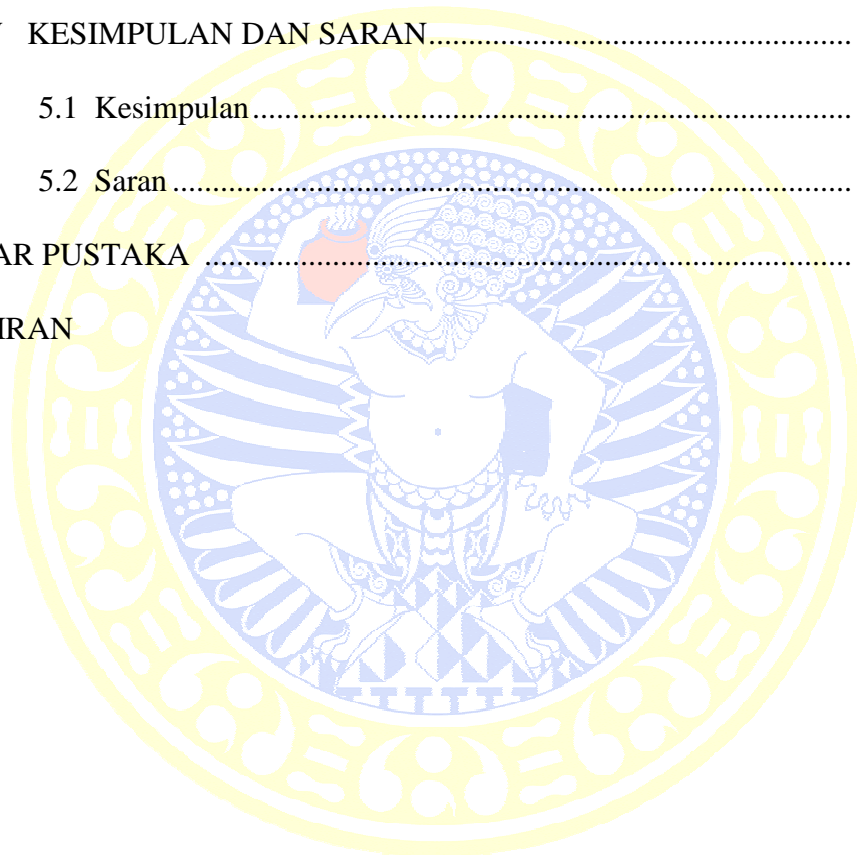 KESIMPULAN DAN SARAN......................................................
5.1 Kesimpulan............................................................................
5.2 Saran......................................................................................
AR PUSTAKA ..................................................................................
IRAN